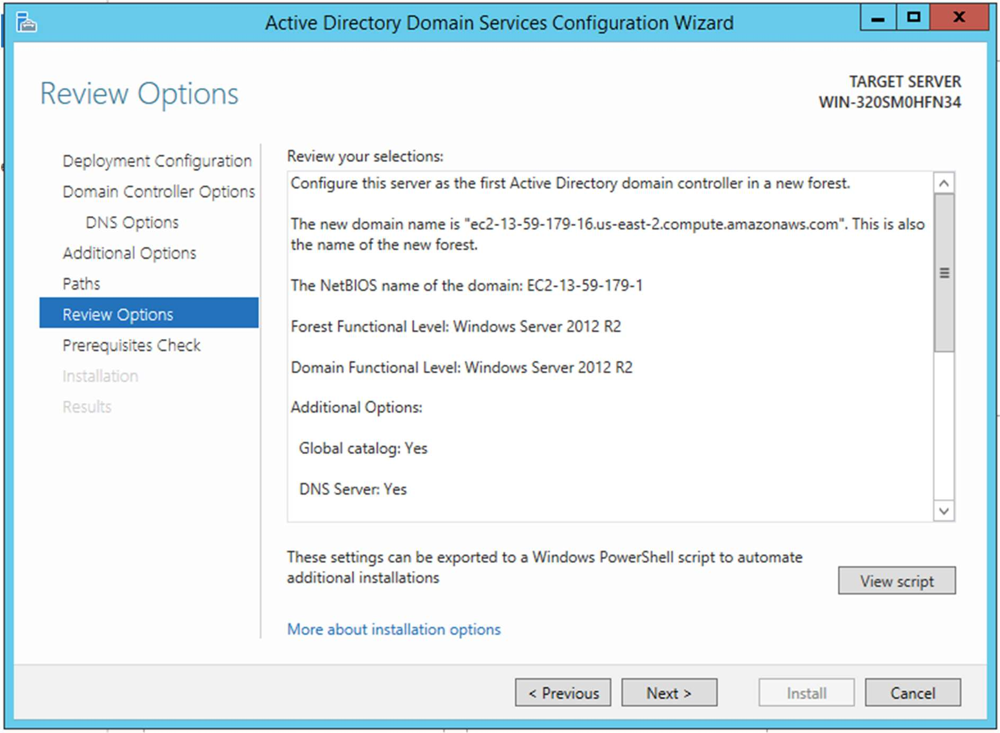 Active Directory Domain Services Configuration Wizard
Review Options
TARGET SERVER
WIN-320SM0HFN34
Deployment Configuration
Domain Controller Options
DNS Options
Additional Options
Paths
Review Options
Prerequisites Check
Installation
Results
Review your selections:
Configure this server as the first Active Directory domain controller in a new forest.
The new domain name is "ec2-13-59-179-16.us-east-2.compute.amazonaws.com". This is also
the name of the new forest.
The NetBIOS name of the domain: EC2-13-59-179-1
Forest Functional Level: Windows Server 2012 R2
Domain Functional Level: Windows Server 2012 R2
Additional Options:
Global catalog: Yes
DNS Server: Yes
These settings can be exported to a Windows PowerShell script to automate
additional installations
View script
More about installation options
< Previous
Next >
Install
Cancel